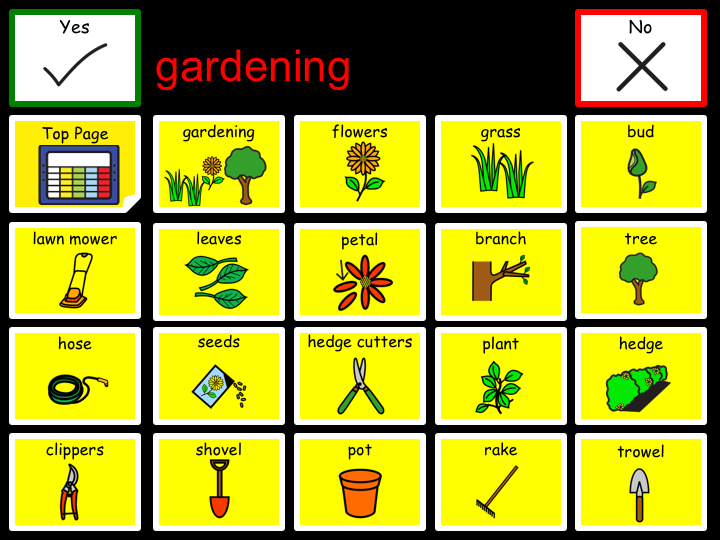 Yes
gardening
No
Top Page
gardening
flowers
grass
bud
lawn mower
leaves
petal
branch
tree
hose
seeds
hedge cutters
plant
hedge
clippers
shovel
pot
rake
trowel